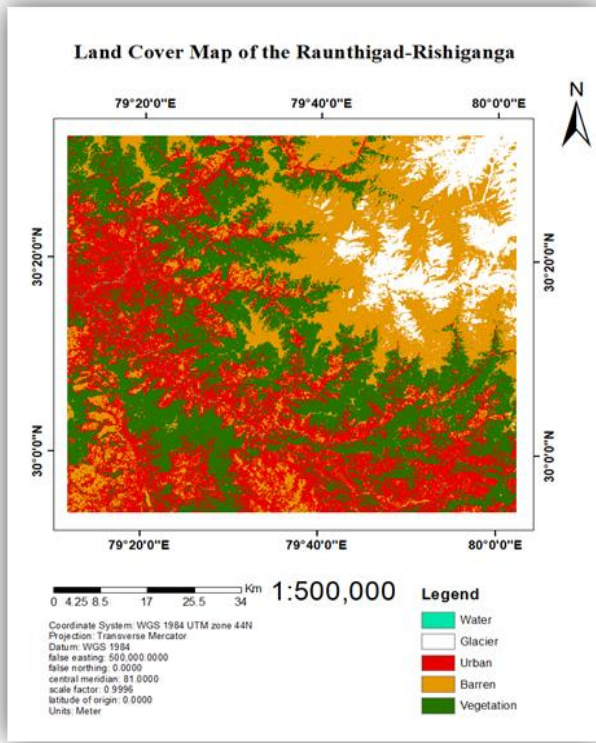 Land Cover Map of the Raunthigad-Rishiganga
N
79°20'0"E 79°40'0"E 80°0'0"E
30°20'0"N 30°20'0"N
30°0'0"N 30°0'0"N
79°20'0"E 79°40'0"E 80°0'0"E
Km 1:500,000
0 4.25 8.5 17 25.5 34
Coordinate System: WGS 1984 UTM zone 44N
Projection: Transverse Mercator
Datum: WGS 1984
false easting: 500,000.0000
false northing: 0.0000
central meridian: 81.0000
scale factor: 0.9996
latitude of origin: 0.0000
Units: Meter
Legend
Water
Glacier
Urban
Barren
Vegetation